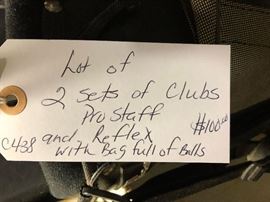 Lot of
2 sets of Clubs
Pro Staff
$100.00
C438 and Reflex
with Bag full of Balls